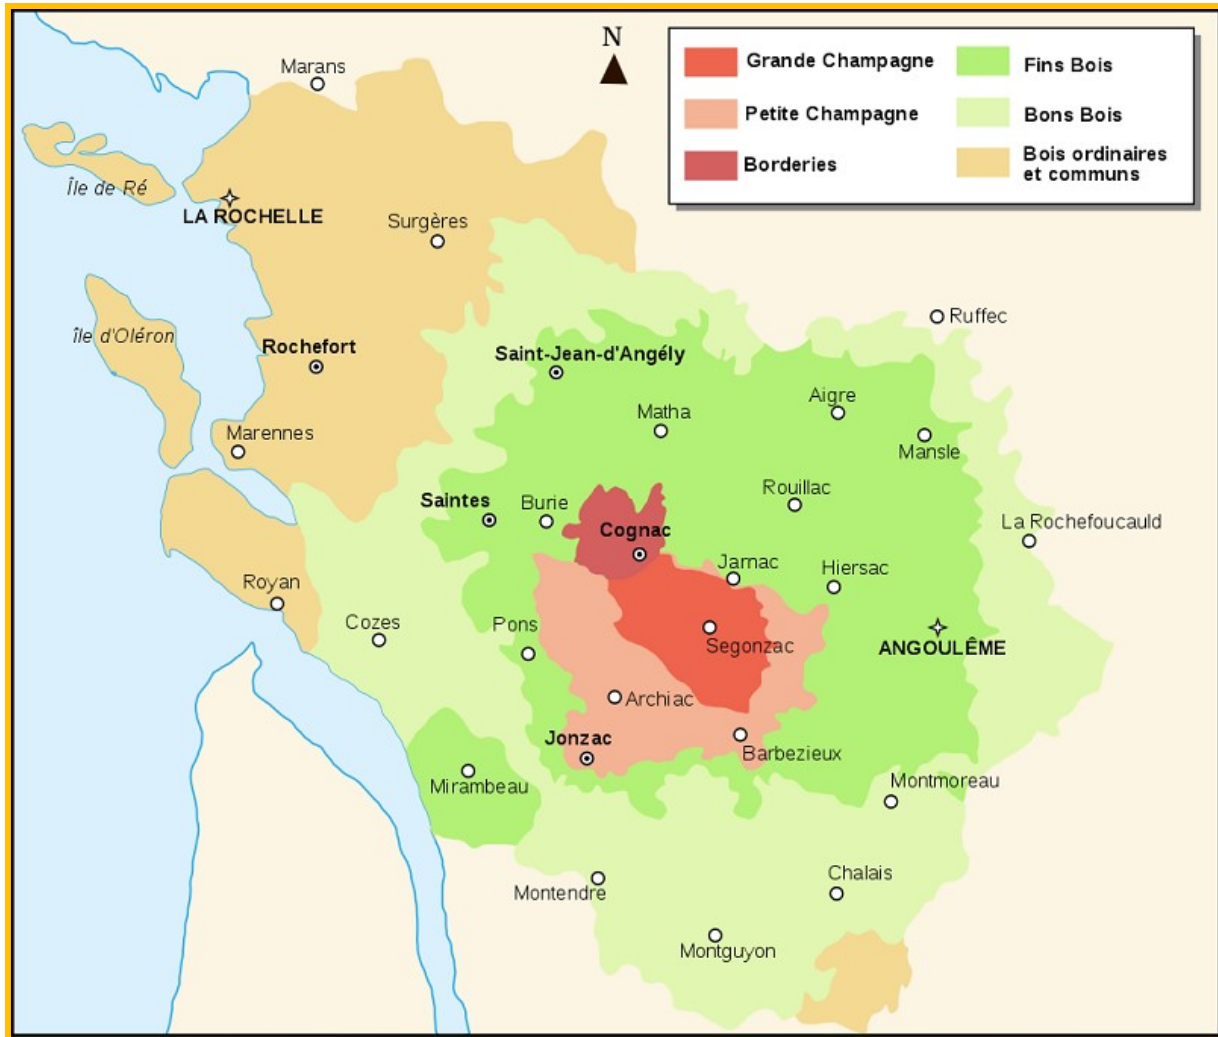 N
Grande Champagne
Petite Champagne
Borderies
Fins Bois
Bons Bois
Bois ordinaires
et communs
Marans
Île de Ré
LA ROCHELLE
Surgères
île d'Oléron
Rochefort
Ruffec
Saint-Jean-d'Angély
Aigre
Matha
Marennes
Mansle
Rouillac
Saintes
Burie
La Rochefoucauld
Cognac
Jarnac
Hiersac
Royan
Cozes
Pons
Segonzac
ANGOULÊME
Archiac
Jonzac
Barbezieux
Mirambeau
Montmoreau
Chalais
Montendre
Montguyon